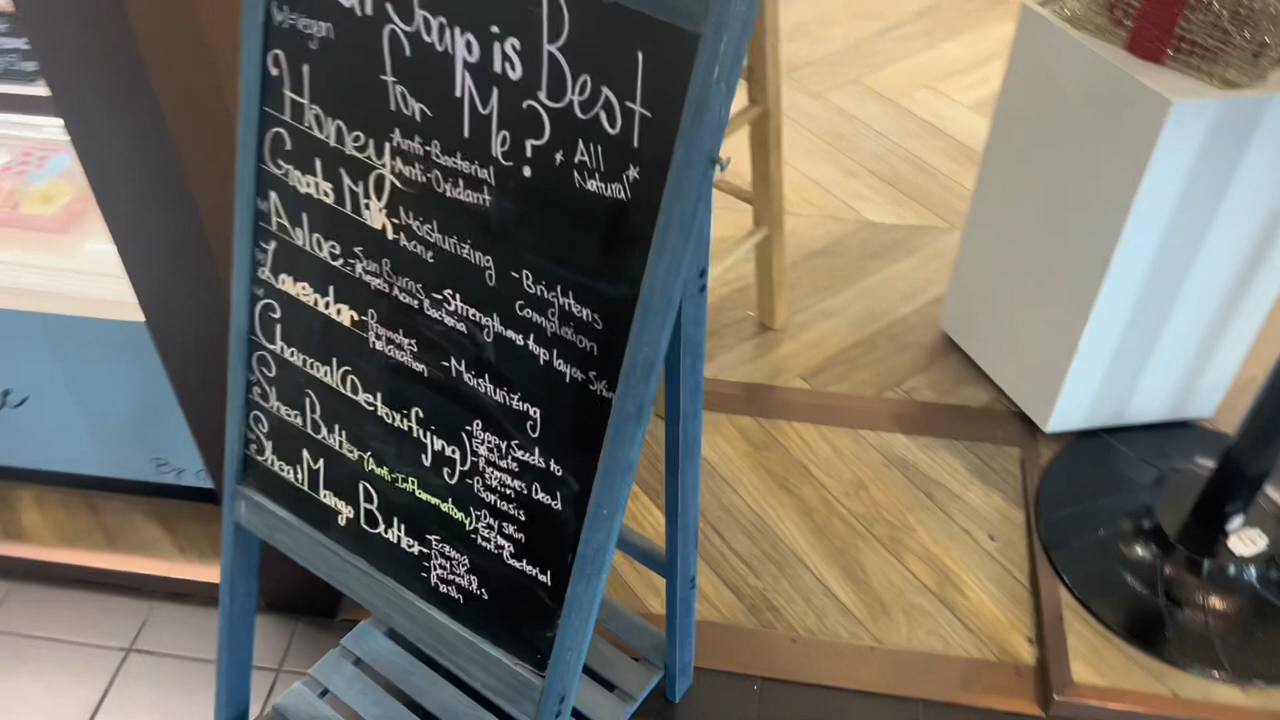 Soap is Best
for Me?
Vegan
* All Natural *
Honey - Anti-Bacterial
- Anti-Oxidant
Goats Milk - Moisturizing - Brightens Complexion
- Acne
Aloe - Sun Burns - Strengthens top layer Skin
- Repels Acne Bacteria
Lavendar - Promotes Relaxation - Moisturizing
Charcoal (Detoxifying) - Poppy Seeds to Exfoliate
- Removes Dead Skin
- Psoriasis
Shea Butter (Anti-Inflammatory) - Dry Skin
- Eczma
- Anti-Bacterial
Shea & Mango Butter - Eczma
- Dry Skin
- Dermatitis
- Rash